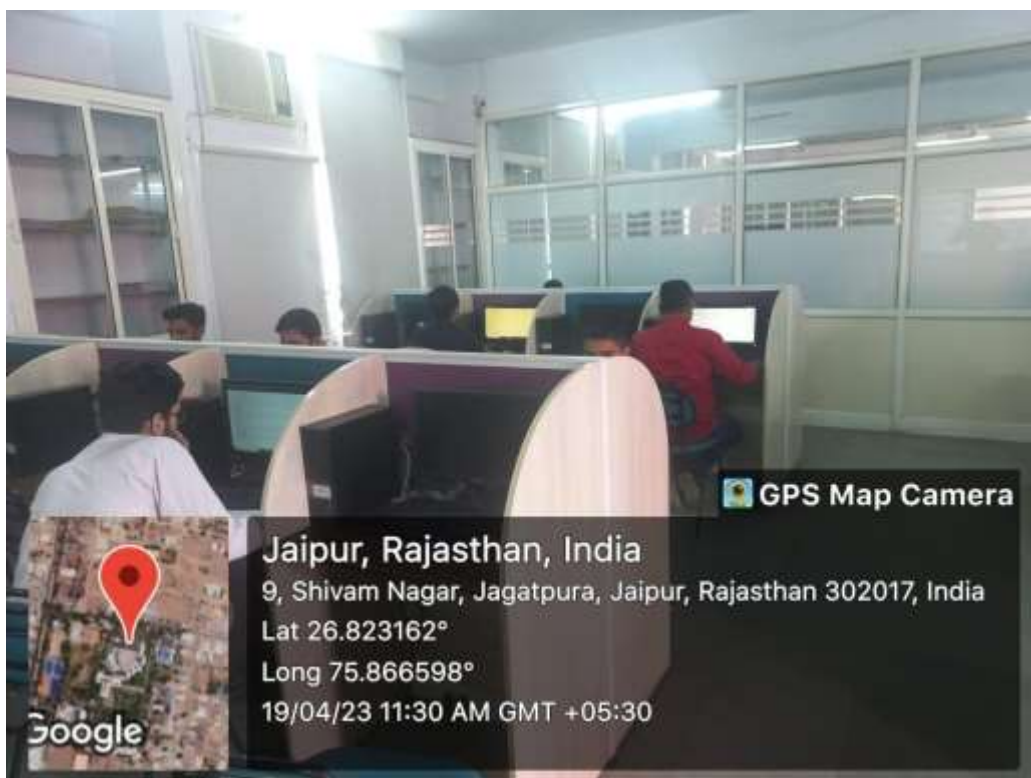 GPS Map Camera
Jaipur, Rajasthan, India
9, Shivam Nagar, Jagatpura, Jaipur, Rajasthan 302017, India
Lat 26.823162°
Long 75.866598°
19/04/23 11:30 AM GMT +05:30
Google